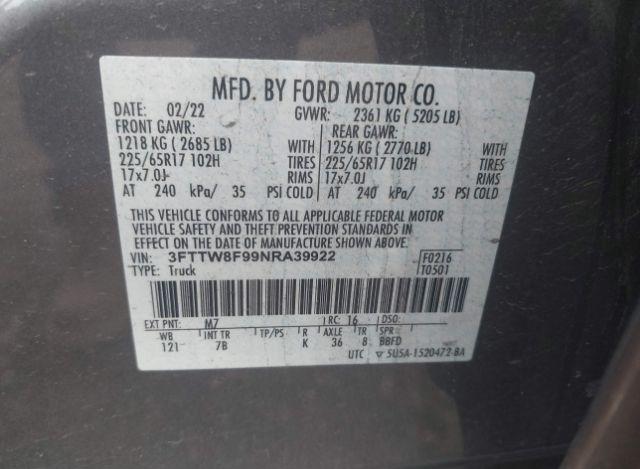 MFD. BY FORD MOTOR CO.
DATE: 02/22 GVWR: 2361 KG ( 5205 LB)
FRONT GAWR: REAR GAWR:
1218 KG ( 2685 LB) 1256 KG ( 2770 LB)
225/65R17 102H TIRES 225/65R17 102H TIRES
17x7.0J RIMS 17x7.0J RIMS
AT 240 kPa/ 35 PSI COLD AT 240 kPa/ 35 PSI COLD
THIS VEHICLE CONFORMS TO ALL APPLICABLE FEDERAL MOTOR
VEHICLE SAFETY AND THEFT PREVENTION STANDARDS IN
EFFECT ON THE DATE OF MANUFACTURE SHOWN ABOVE.
VIN: 3FTTW8F99NRA39922 F0216
TYPE: Truck T0501
EXT PNT: M7 RC: 16 DSO:
WB INT TR TP/PS R AXLE TR SPR
121 7B K 36 8 BBFD
UTC ▽ 5U5A-1520472-BA